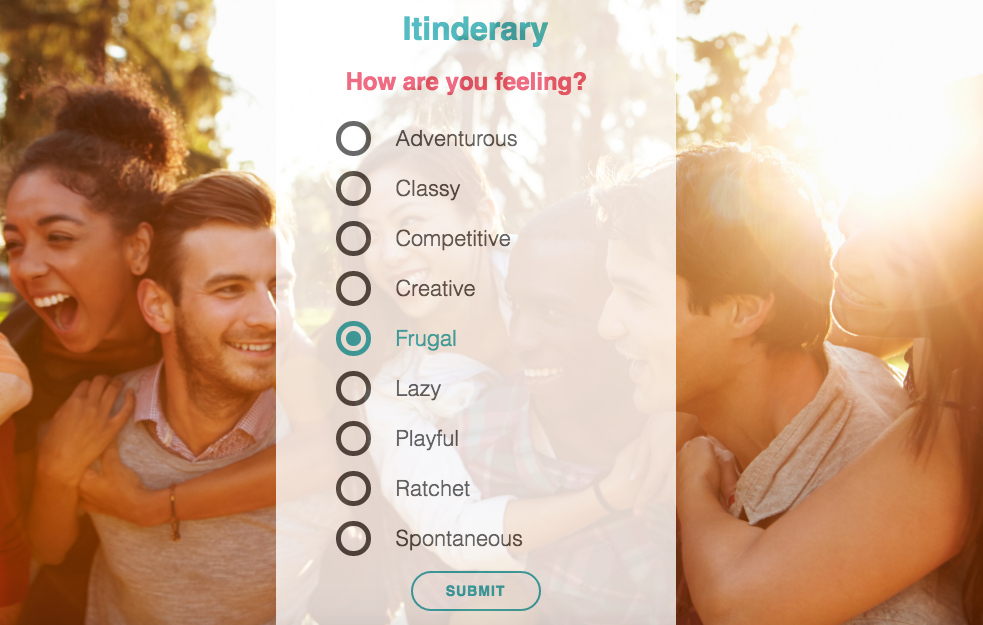 Itinderary
How are you feeling?
Adventurous
Classy
Competitive
Creative
Frugal
Lazy
Playful
Ratchet
Spontaneous
SUBMIT